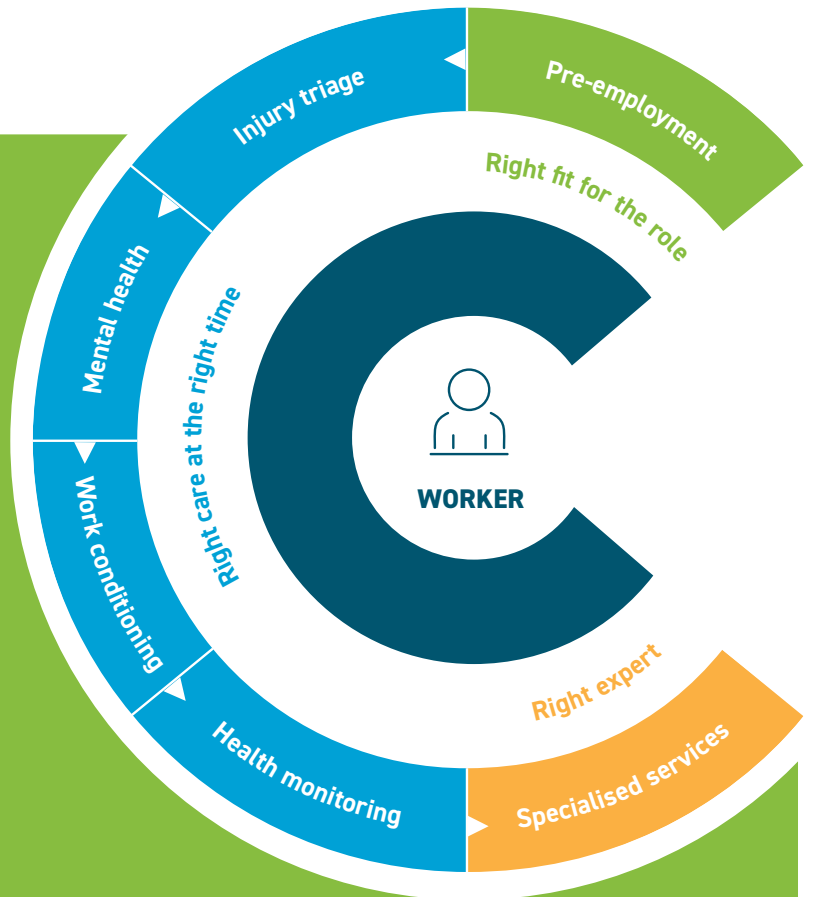 Pre-employment
Right fit for the role
Injury triage
Mental health
Right care at the right time
Work conditioning
Health monitoring
Specialised services
Right expert
WORKER